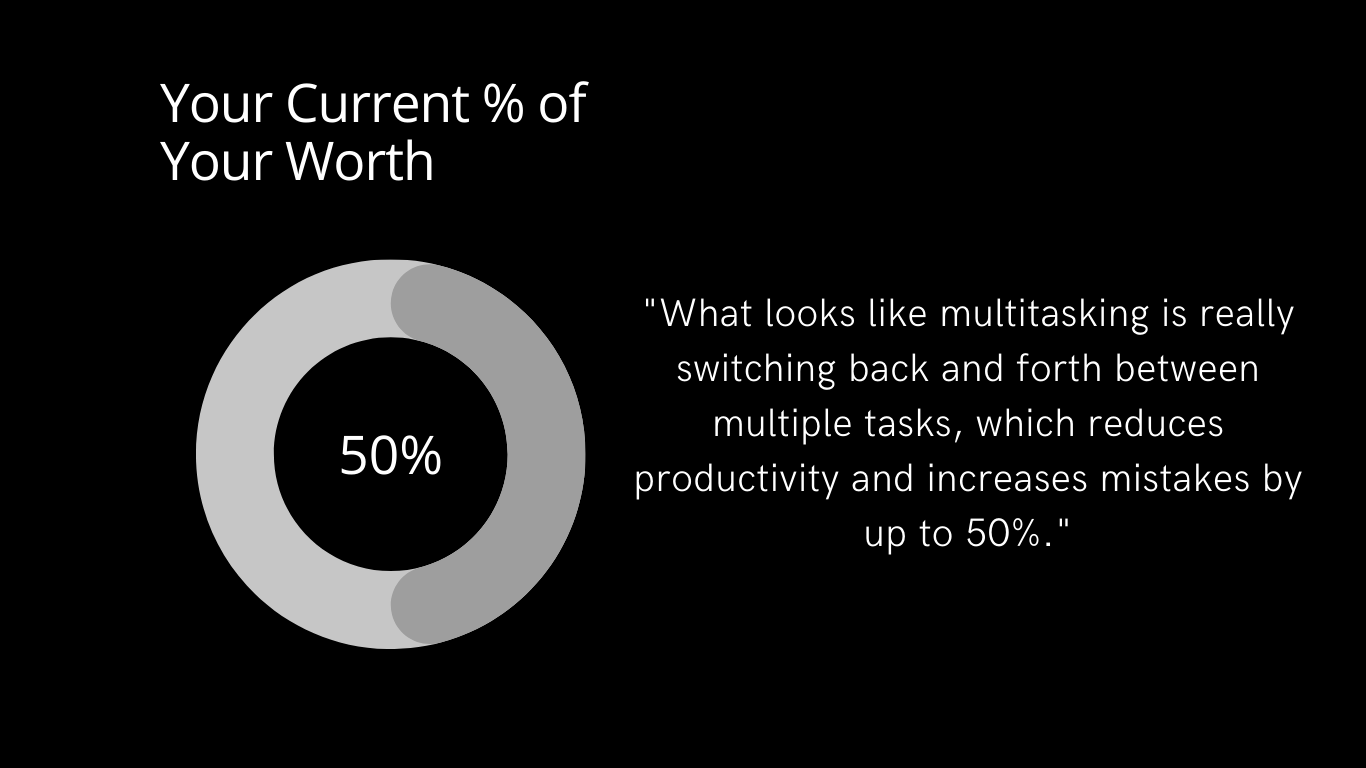 Your Current % of
Your Worth
50%
"What looks like multitasking is really
switching back and forth between
multiple tasks, which reduces
productivity and increases mistakes by
up to 50%."